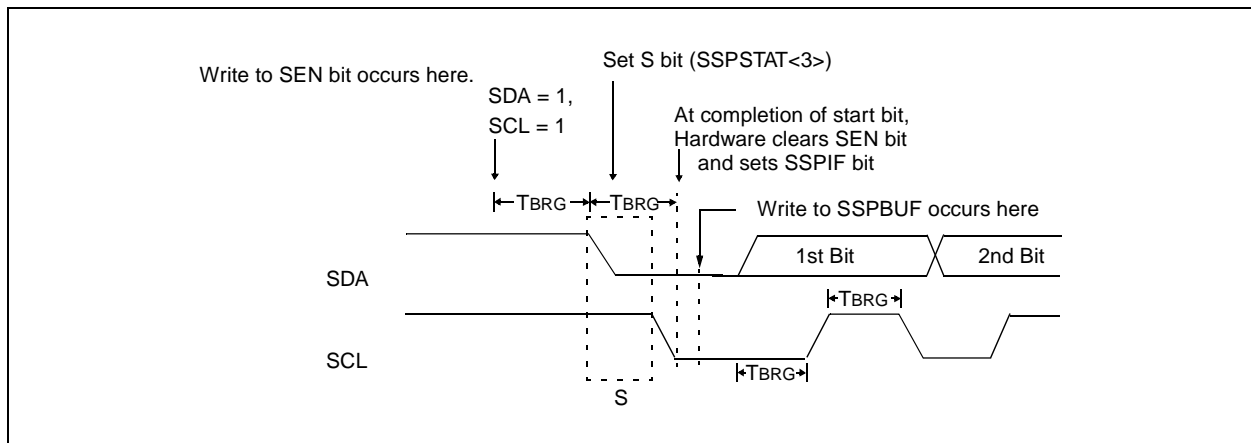 Write to SEN bit occurs here.
Set S bit (SSPSTAT<3>)
SDA = 1,
SCL = 1
At completion of start bit,
Hardware clears SEN bit
and sets SSPIF bit
TBRG
TBRG
Write to SSPBUF occurs here
SDA
1st Bit
2nd Bit
TBRG
SCL
TBRG
S